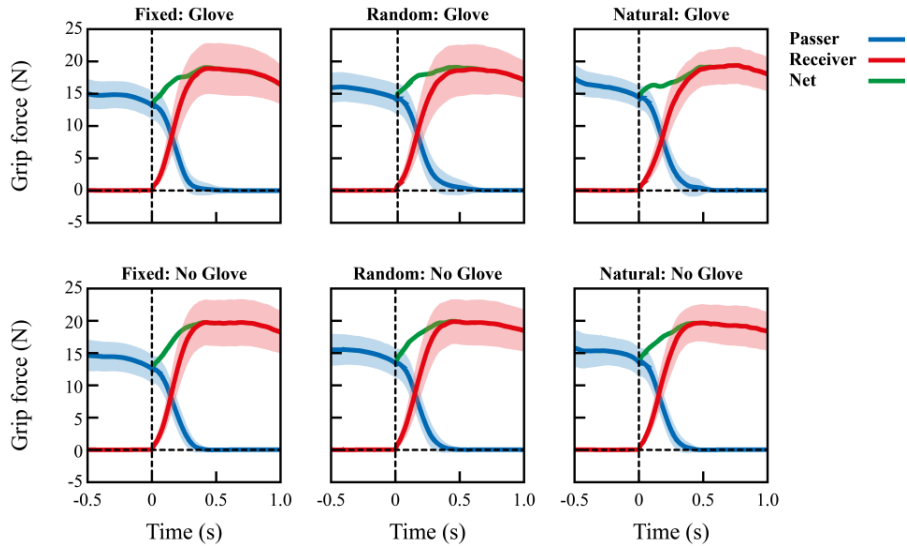 Fixed: Glove
Random: Glove
Natural: Glove
Passer
Receiver
Net
Grip force (N)
25
20
15
10
5
0
-5
Fixed: No Glove
Random: No Glove
Natural: No Glove
Grip force (N)
25
20
15
10
5
0
-5
-0.5 0 0.5 1.0
-0.5 0 0.5 1.0
-0.5 0 0.5 1.0
Time (s)
Time (s)
Time (s)